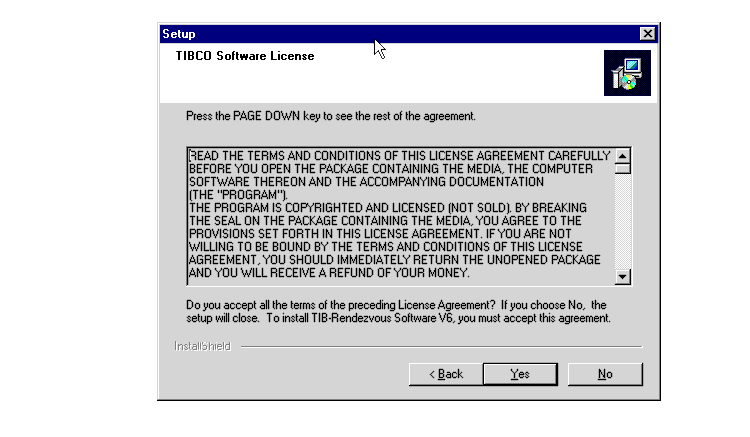 Setup
TIBCO Software License
Press the PAGE DOWN key to see the rest of the agreement.
READ THE TERMS AND CONDITIONS OF THIS LICENSE AGREEMENT CAREFULLY
BEFORE YOU OPEN THE PACKAGE CONTAINING THE MEDIA, THE COMPUTER
SOFTWARE THEREON AND THE ACCOMPANYING DOCUMENTATION
(THE "PROGRAM").
THE PROGRAM IS COPYRIGHTED AND LICENSED (NOT SOLD). BY BREAKING
THE SEAL ON THE PACKAGE CONTAINING THE MEDIA, YOU AGREE TO THE
PROVISIONS SET FORTH IN THIS LICENSE AGREEMENT. IF YOU ARE NOT
WILLING TO BE BOUND BY THE TERMS AND CONDITIONS OF THIS LICENSE
AGREEMENT, YOU SHOULD IMMEDIATELY RETURN THE UNOPENED PACKAGE
AND YOU WILL RECEIVE A REFUND OF YOUR MONEY.
Do you accept all the terms of the preceding License Agreement? If you choose No, the
setup will close. To install TIB-Rendezvous Software V6, you must accept this agreement.
InstallShield
< Back
Yes
No